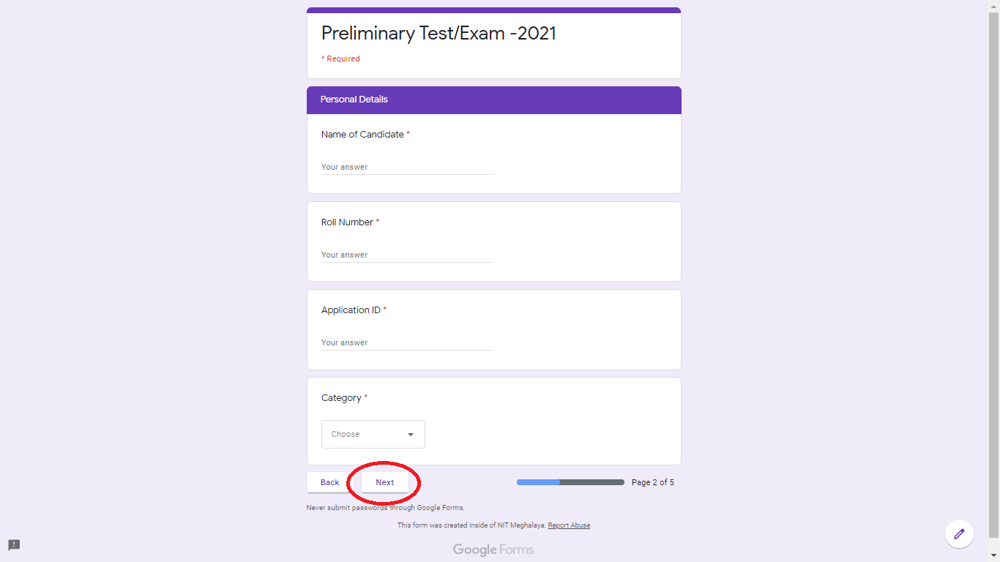 Preliminary Test/Exam -2021
* Required
Personal Details
Name of Candidate *
Your answer
Roll Number *
Your answer
Application ID *
Your answer
Category *
Choose
Back
Next
Page 2 of 5
Never submit passwords through Google Forms.
This form was created inside of NIT Meghalaya. Report Abuse
Google Forms